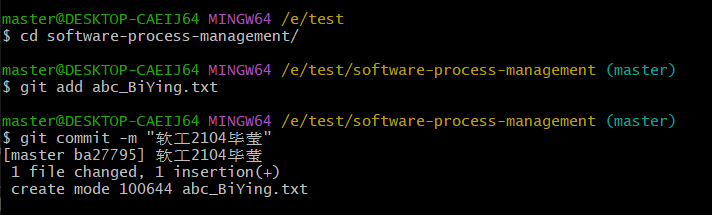 master@DESKTOP-CAEIJ64 MINGW64 /e/test
$ cd software-process-management/
master@DESKTOP-CAEIJ64 MINGW64 /e/test/software-process-management (master)
$ git add abc_BiYing.txt
master@DESKTOP-CAEIJ64 MINGW64 /e/test/software-process-management (master)
$ git commit -m "软工2104毕莹"
[master ba27795] 软工2104毕莹
 1 file changed, 1 insertion(+)
 create mode 100644 abc_BiYing.txt